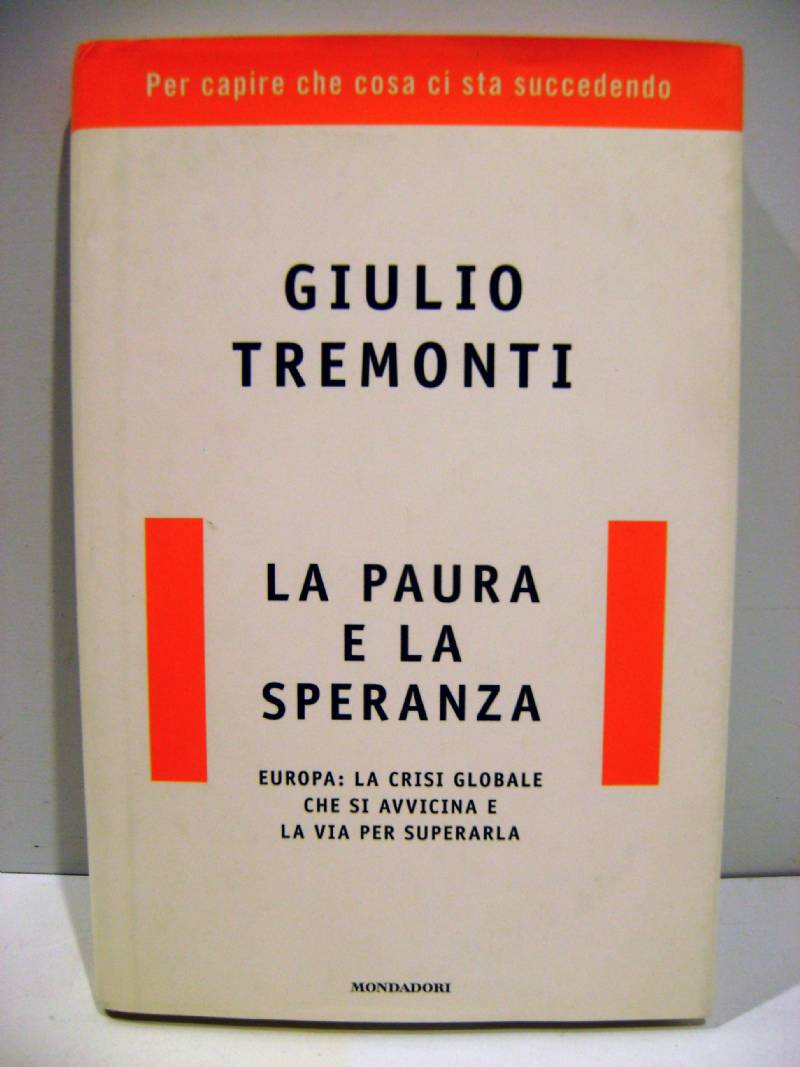 Per capire che cosa ci sta succedendo
GIULIO
TREMONTI
LA PAURA
E LA
SPERANZA
EUROPA: LA CRISI GLOBALE
CHE SI AVVICINA E
LA VIA PER SUPERARLA
MONDADORI